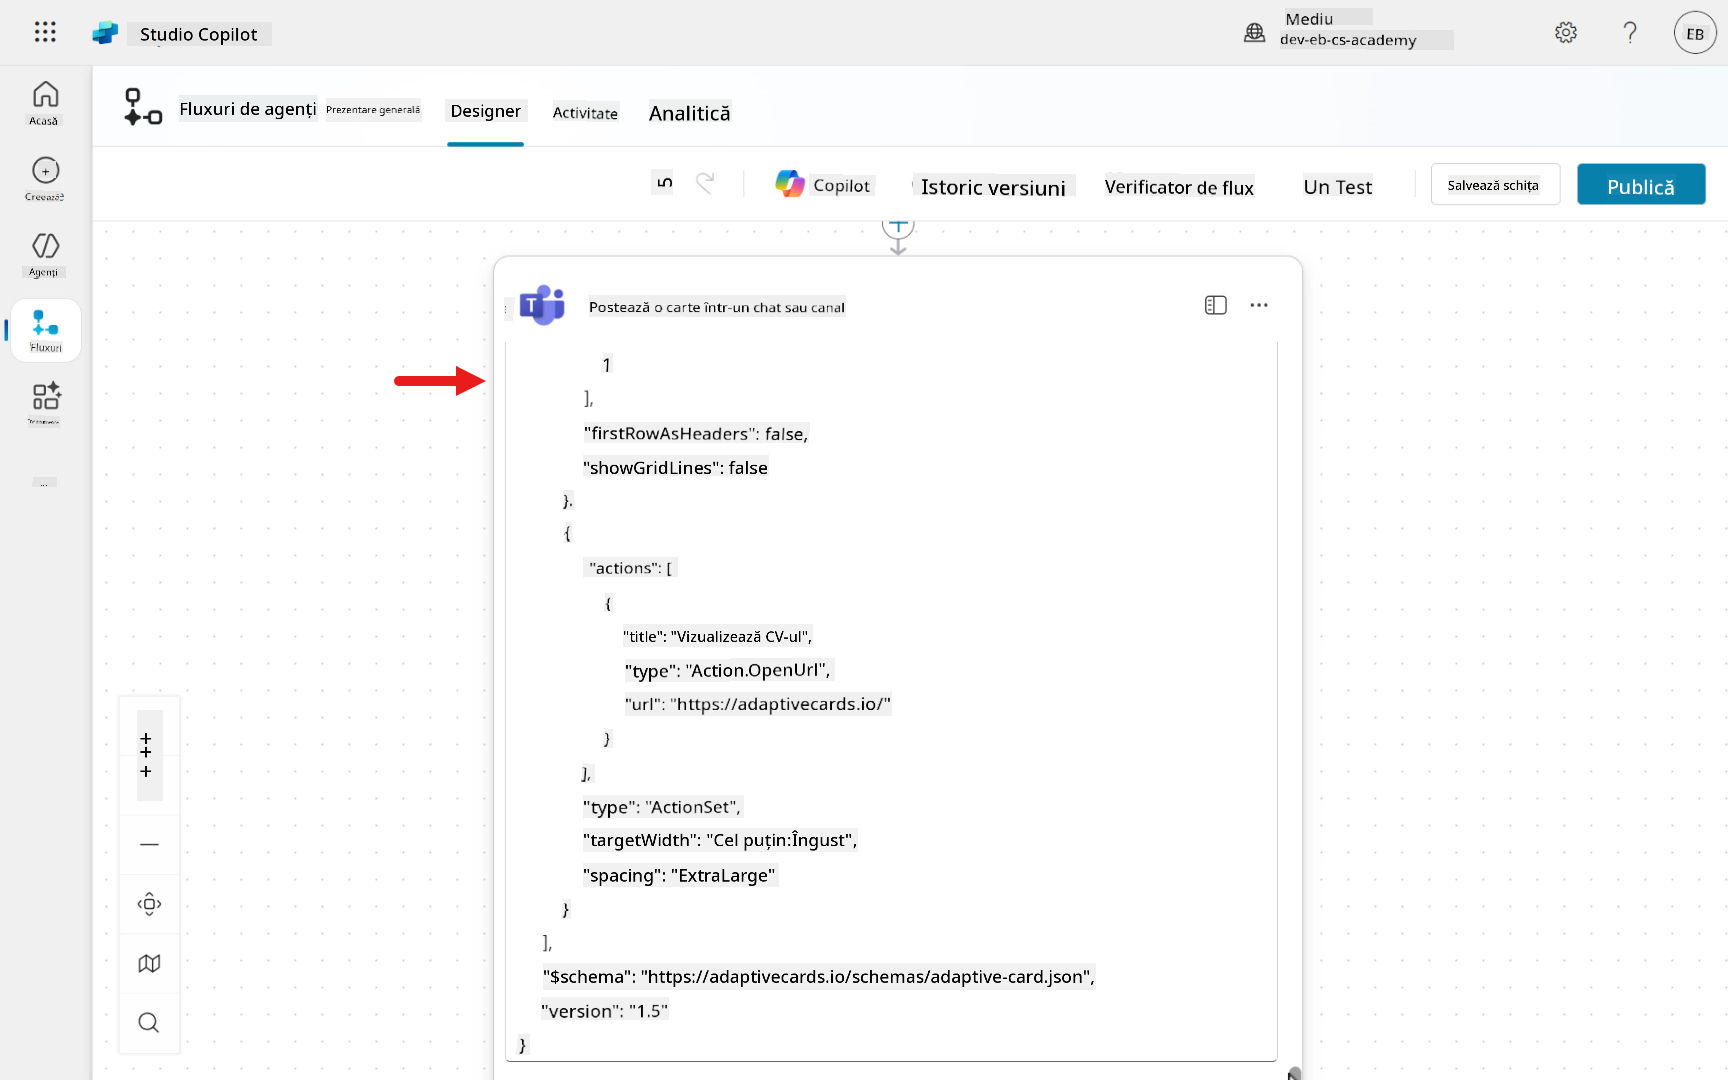 Studio Copilot
Mediu
dev-eb-cs-academy
EB
Acasă
Creează
Agenți
Fluxuri
...
Fluxuri de agenți
Prezentare generală
Designer
Activitate
Analitică
Copilot
Istoric versiuni
Verificator de flux
Un Test
Salvează schița
Publică
Postează o carte într-un chat sau canal
1
],
"firstRowAsHeaders": false,
"showGridLines": false
}.
{
"actions": [
{
"title": "Vizualizează CV-ul",
"type": "Action.OpenUrl",
"url": "https://adaptivecards.io/"
}
],
"type": "ActionSet",
"targetWidth": "Cel puțin:Îngust",
"spacing": "ExtraLarge"
}
],
"$schema": "https://adaptivecards.io/schemas/adaptive-card.json",
"version": "1.5"
}